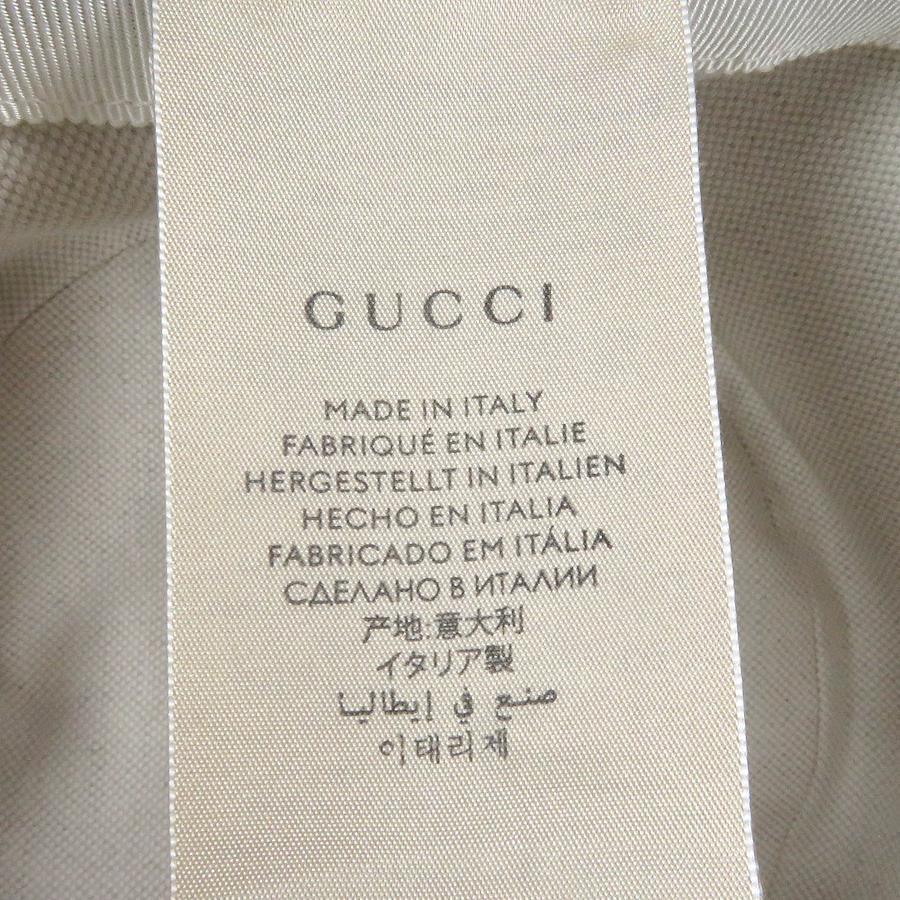 GUCCI
MADE IN ITALY
FABRIQUÉ EN ITALIE
HERGESTELLT IN ITALIEN
HECHO EN ITALIA
FABRICADO EM ITÁLIA
СДЕЛАНО В ИТАЛИИ
产地:意大利
イタリア製
صنع في إيطاليا
이태리제